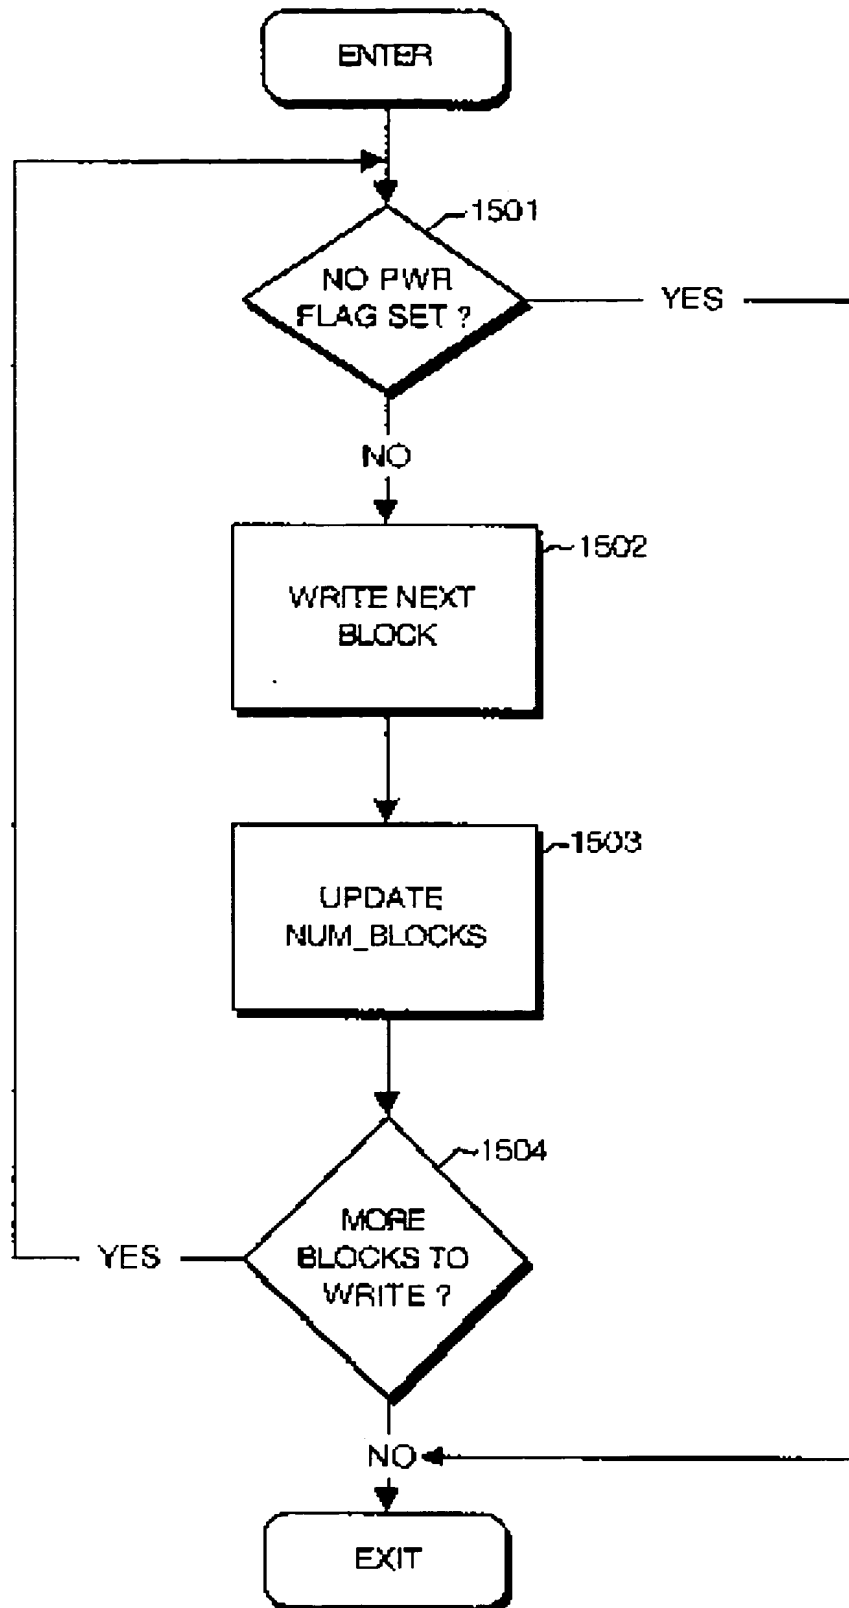 ENTER
1501
NO PWR
FLAG SET ?
YES
NO
1502
WRITE NEXT
BLOCK
1503
UPDATE
NUM_BLOCKS
1504
MORE
BLOCKS TO
WRITE ?
YES
NO
EXIT